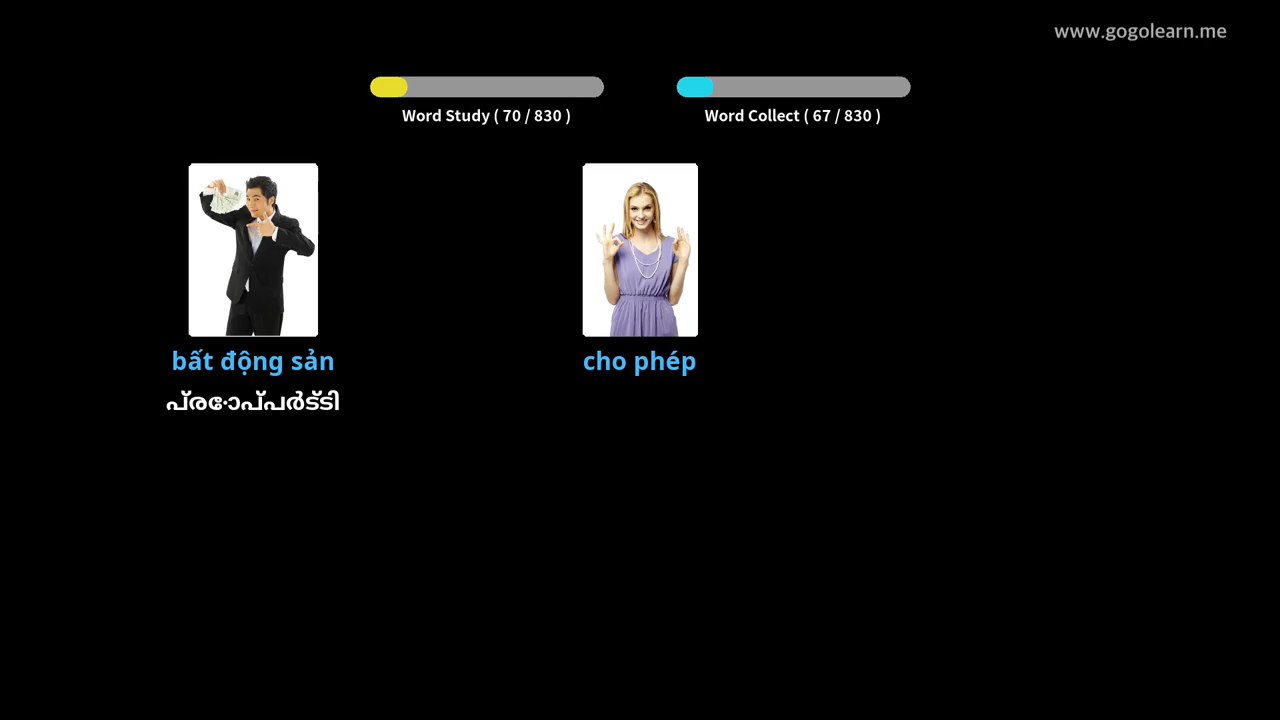 www.gogolearn.me
Word Study ( 70 / 830 )
Word Collect ( 67 / 830 )
bất động sản
cho phép
പ്രോപ്പർട്ടി